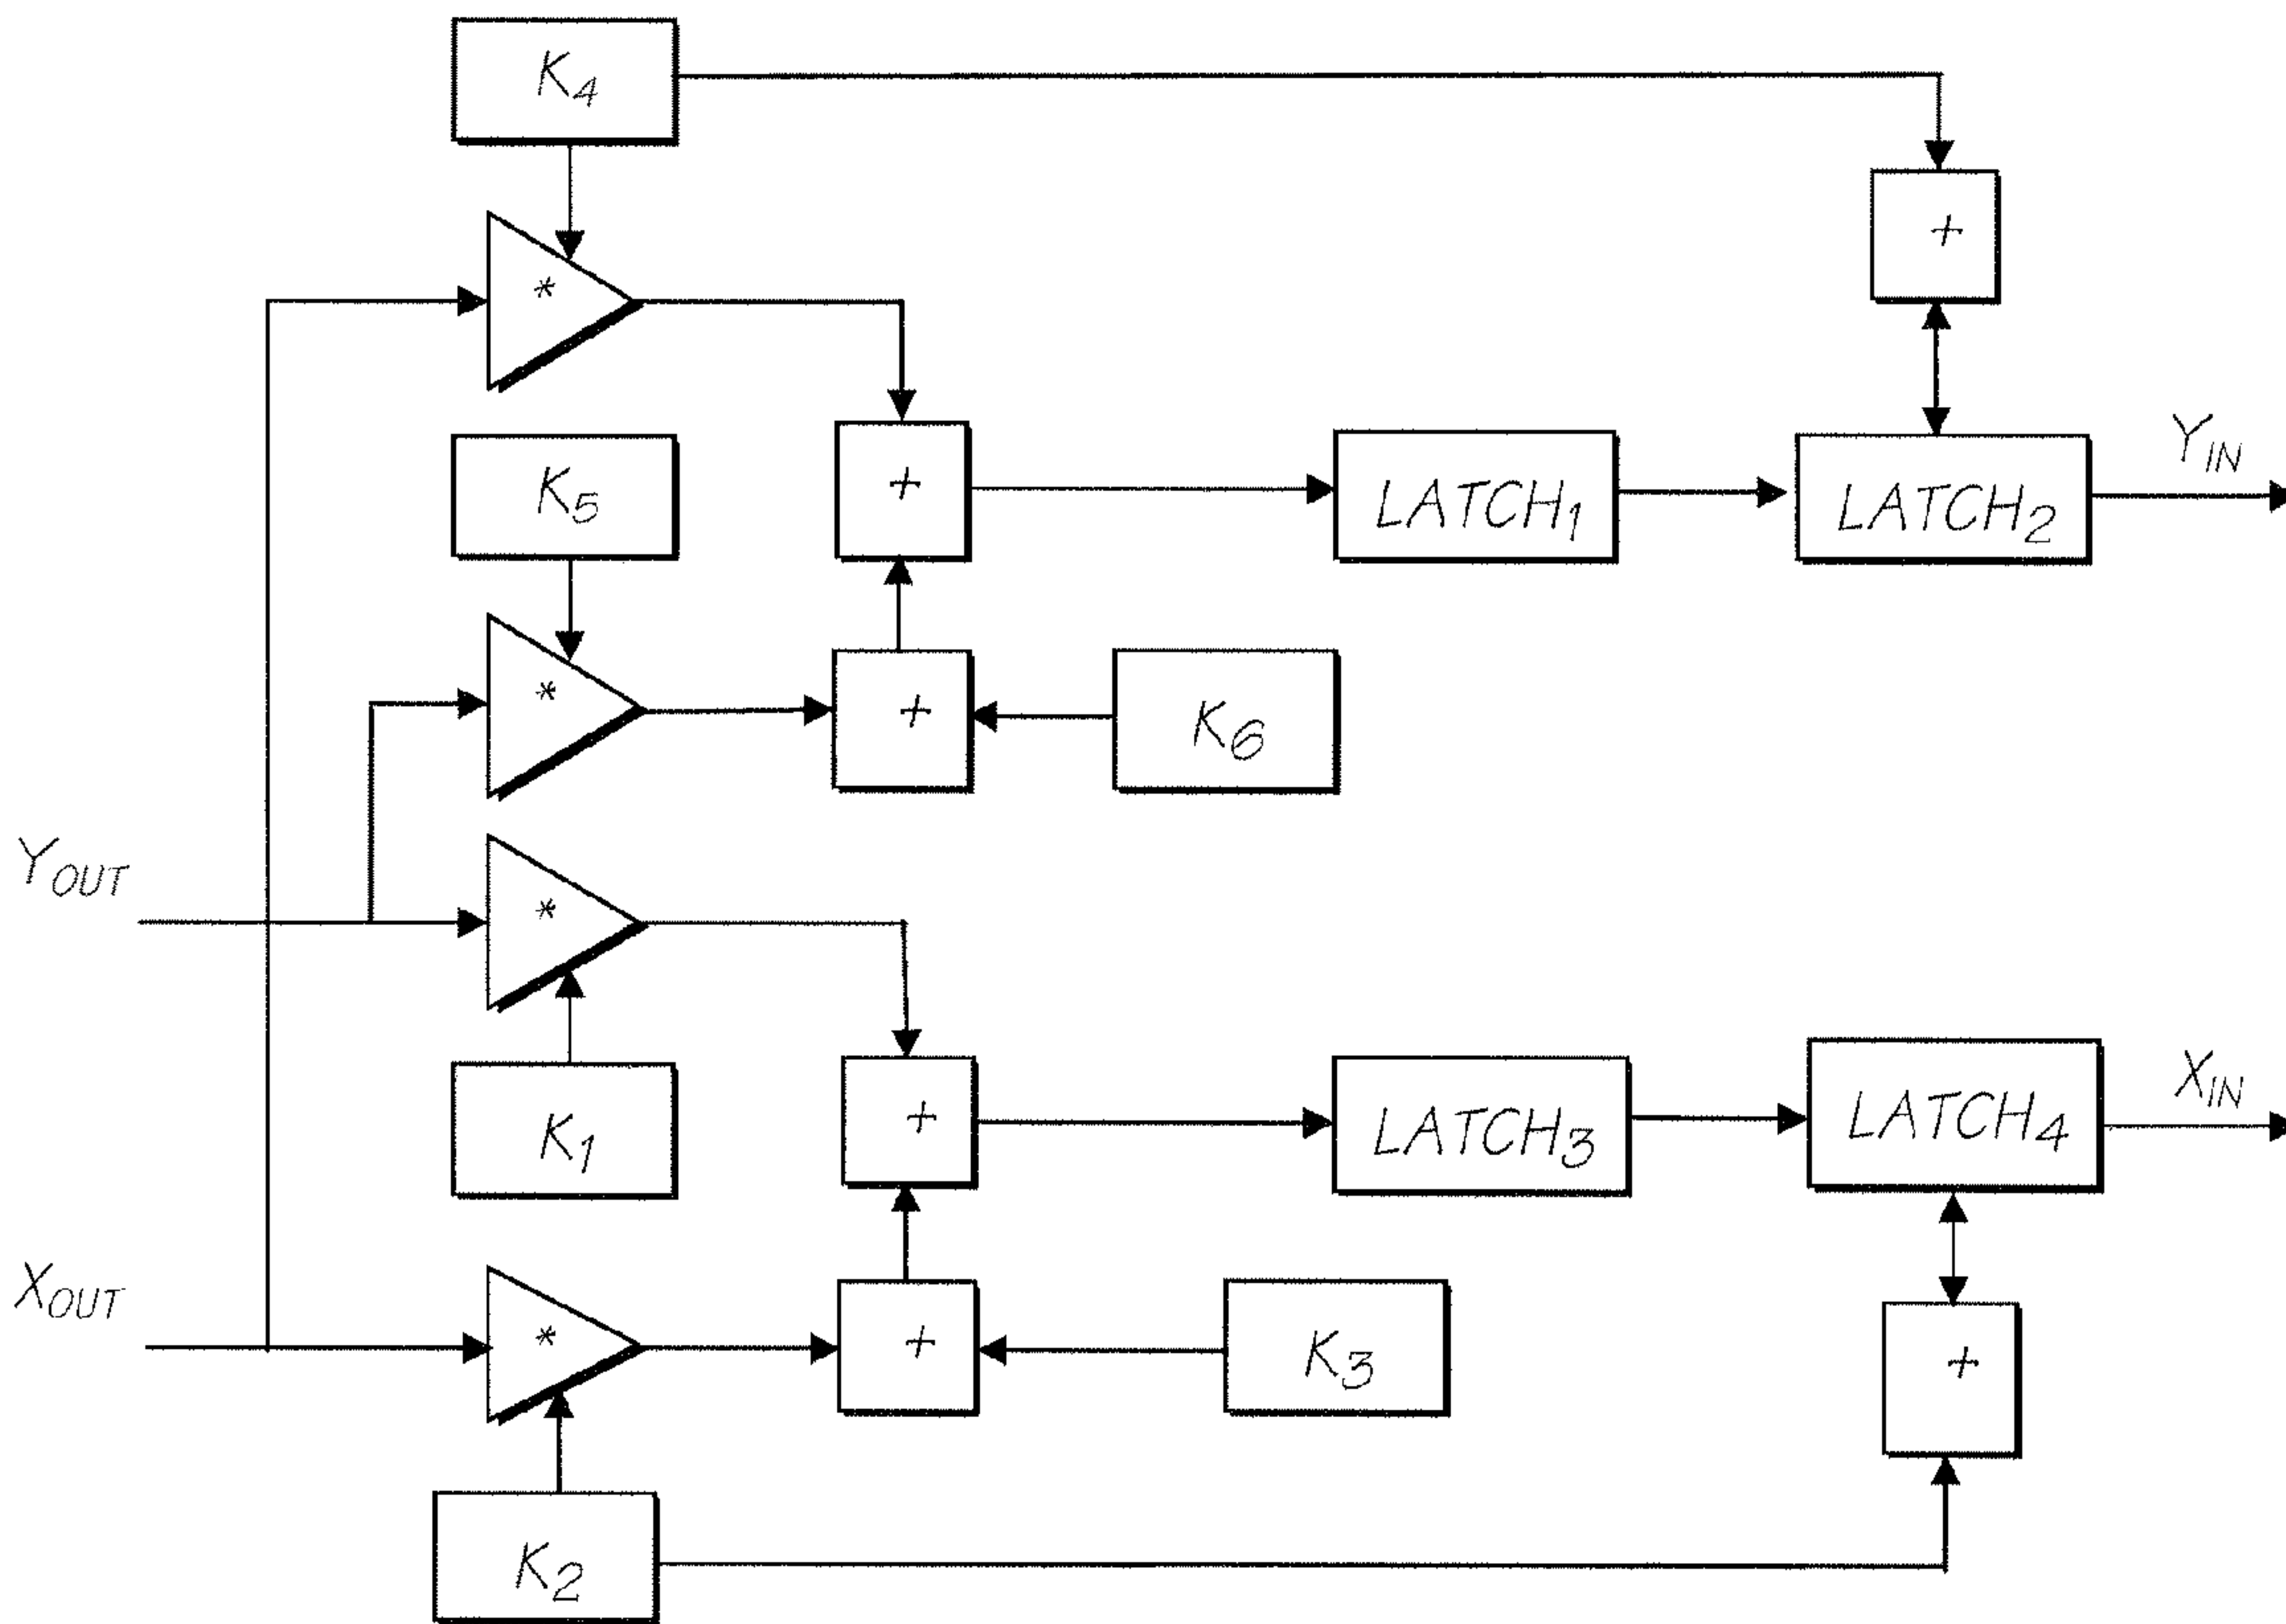 K4
+
*
YIN
K5
+
LATCH1
LATCH2
*
+
K6
YOUT
*
XIN
K1
+
LATCH3
LATCH4
XOUT
*
+
K3
+
K2